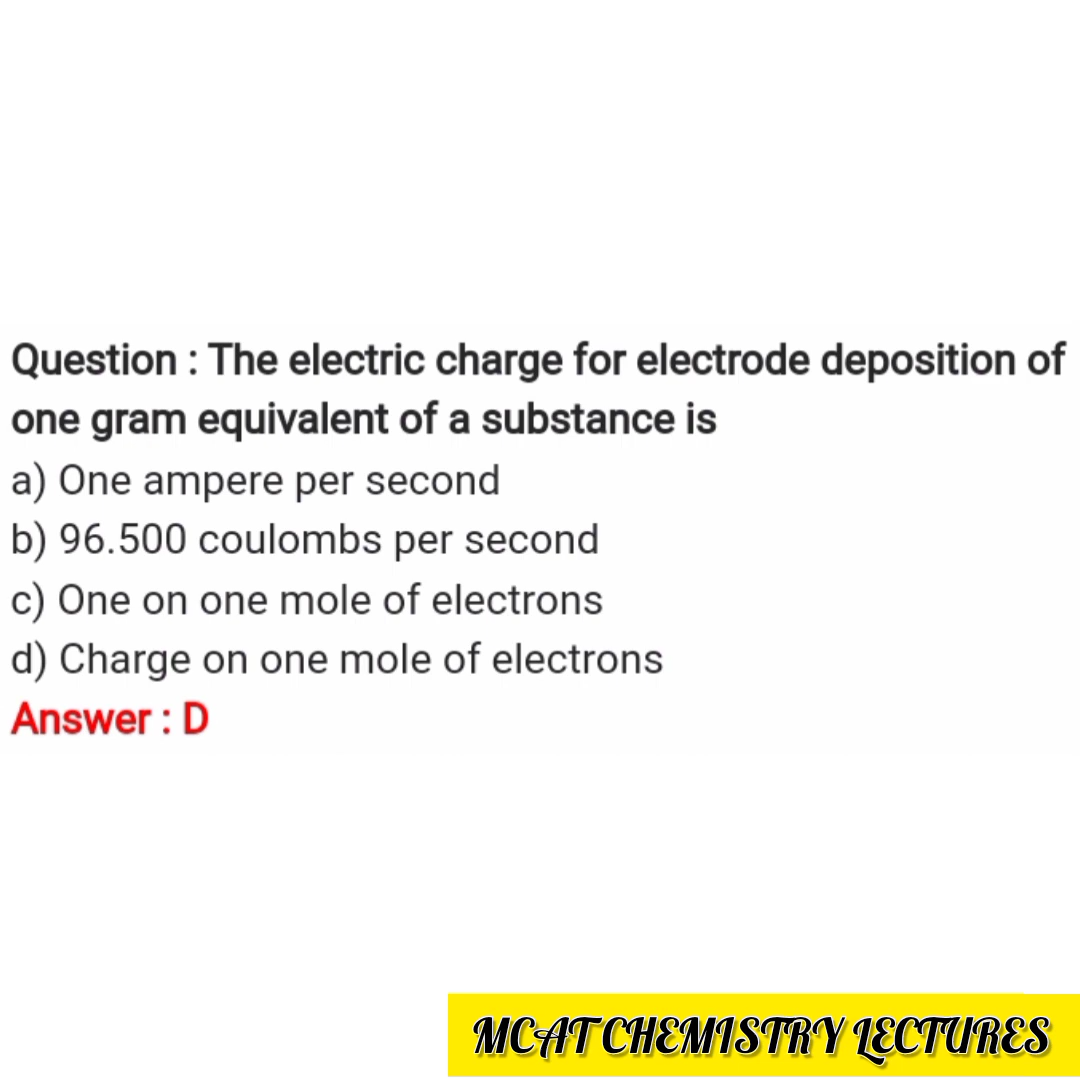 Question : The electric charge for electrode deposition of
one gram equivalent of a substance is
a) One ampere per second
b) 96.500 coulombs per second
c) One on one mole of electrons
d) Charge on one mole of electrons
Answer : D
MCAT CHEMISTRY LECTURES